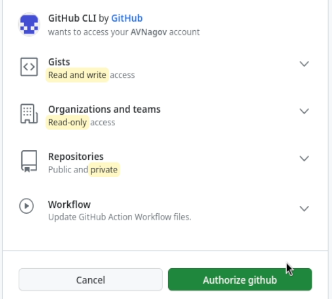 GitHub CLI by GitHub
wants to access your AVNagov account
Gists
Read and write access
Organizations and teams
Read-only access
Repositories
Public and private
Workflow
Update GitHub Action Workflow files.
Cancel
Authorize github